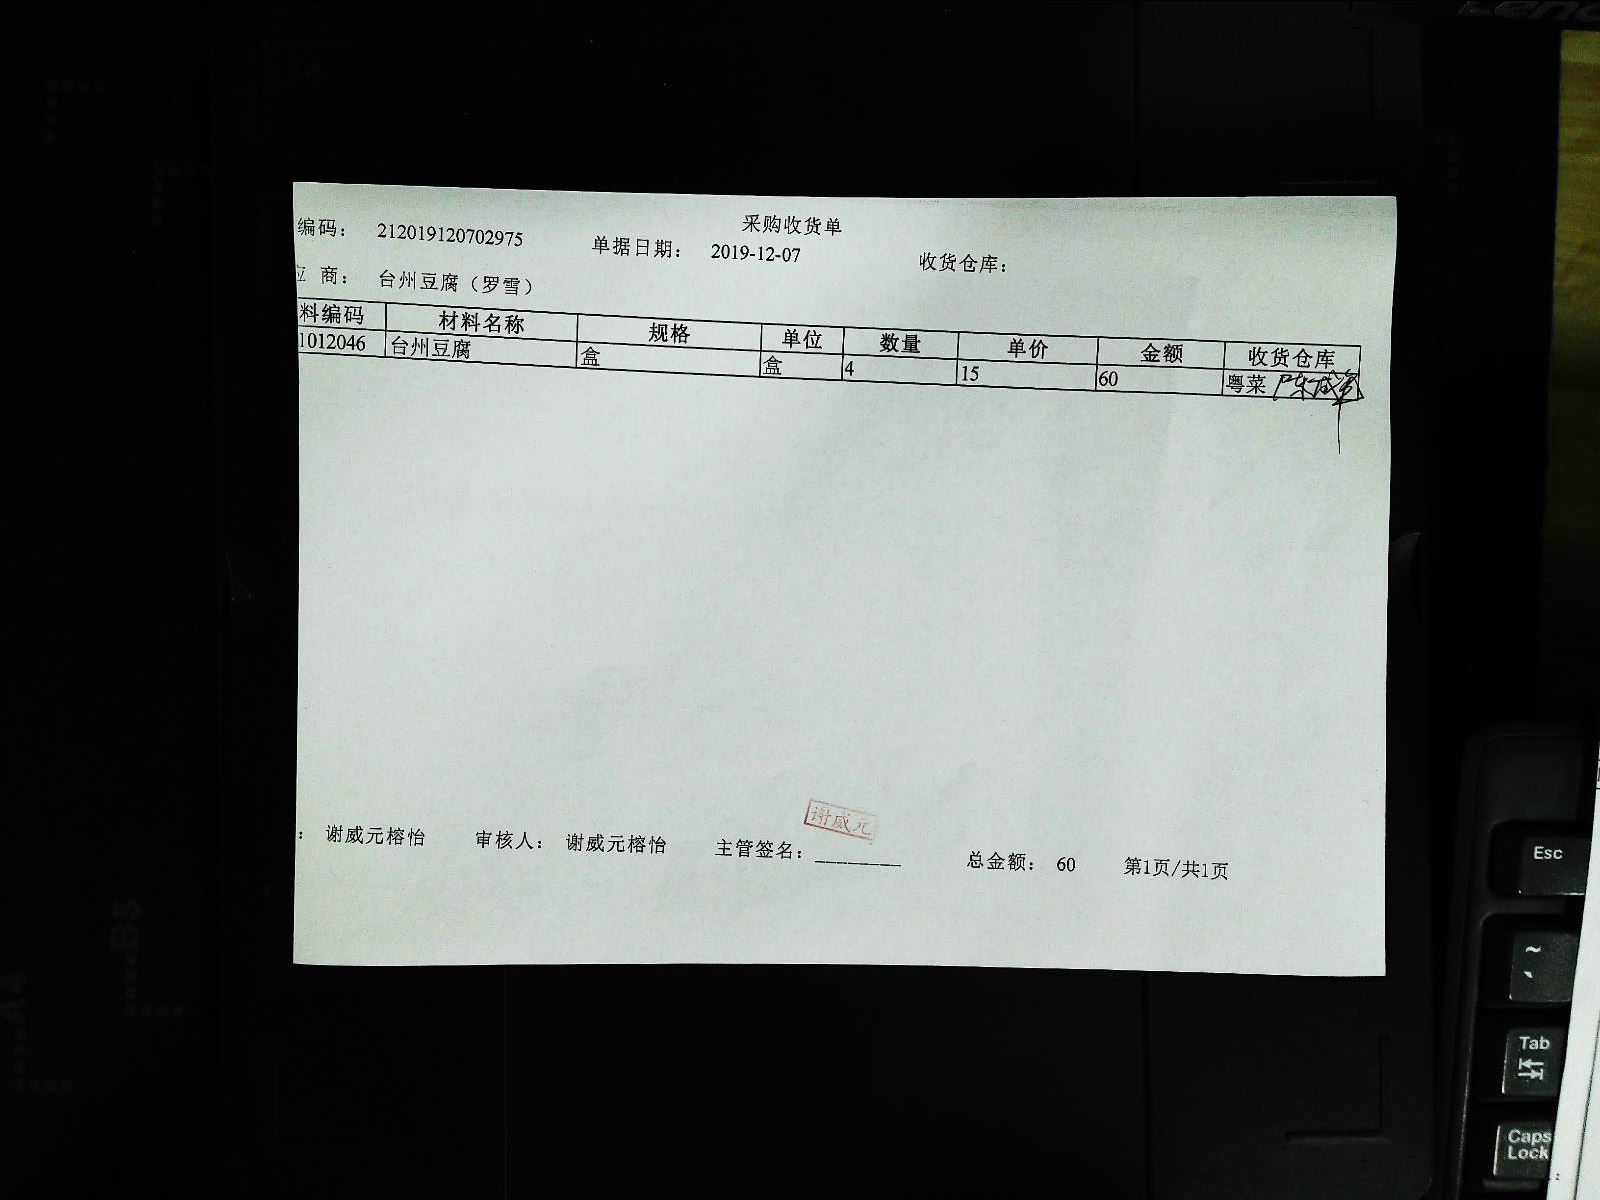 采购收货单
编码： 212019120702975 单据日期： 2019-12-07 收货仓库：
商： 台州豆腐（罗雪）
料编码 材料名称 规格 单位 数量 单价 金额 收货仓库
1012046 台州豆腐 盒 盒 4 15 60 粤菜
谢威元
： 谢威元榕怡 审核人： 谢威元榕怡 主管签名：________ 总金额： 60 第1页/共1页
Esc
~
Tab
Caps
Lock
B5
A4